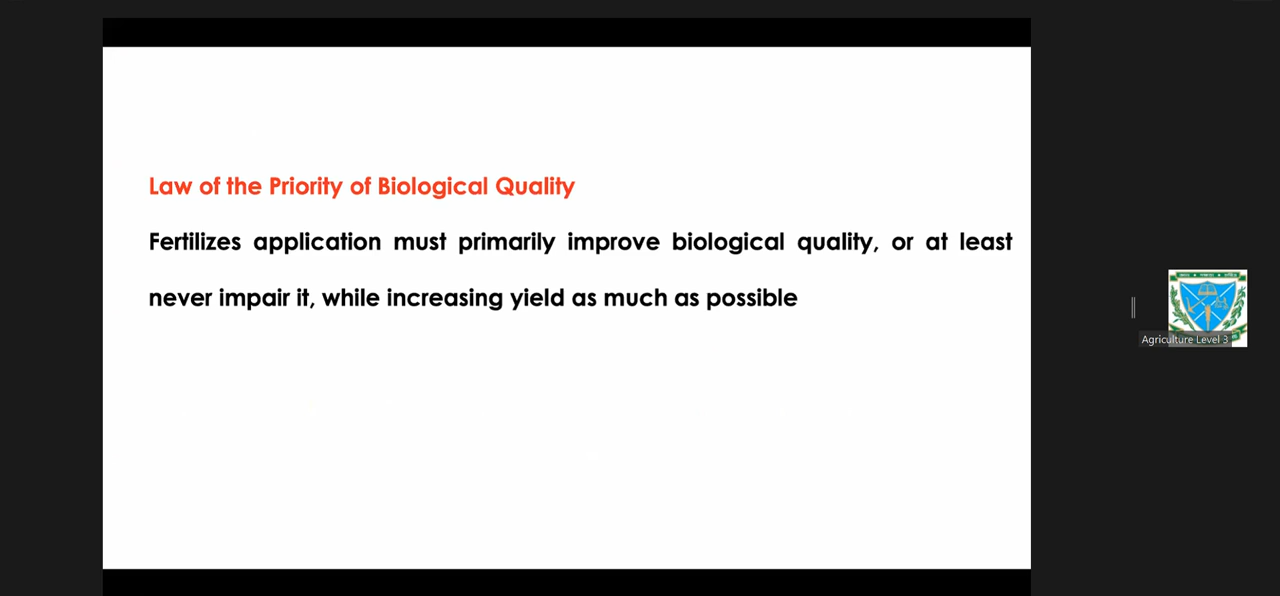 Law of the Priority of Biological Quality
Fertilizes application must primarily improve biological quality, or at least
never impair it, while increasing yield as much as possible
Agriculture Level 3